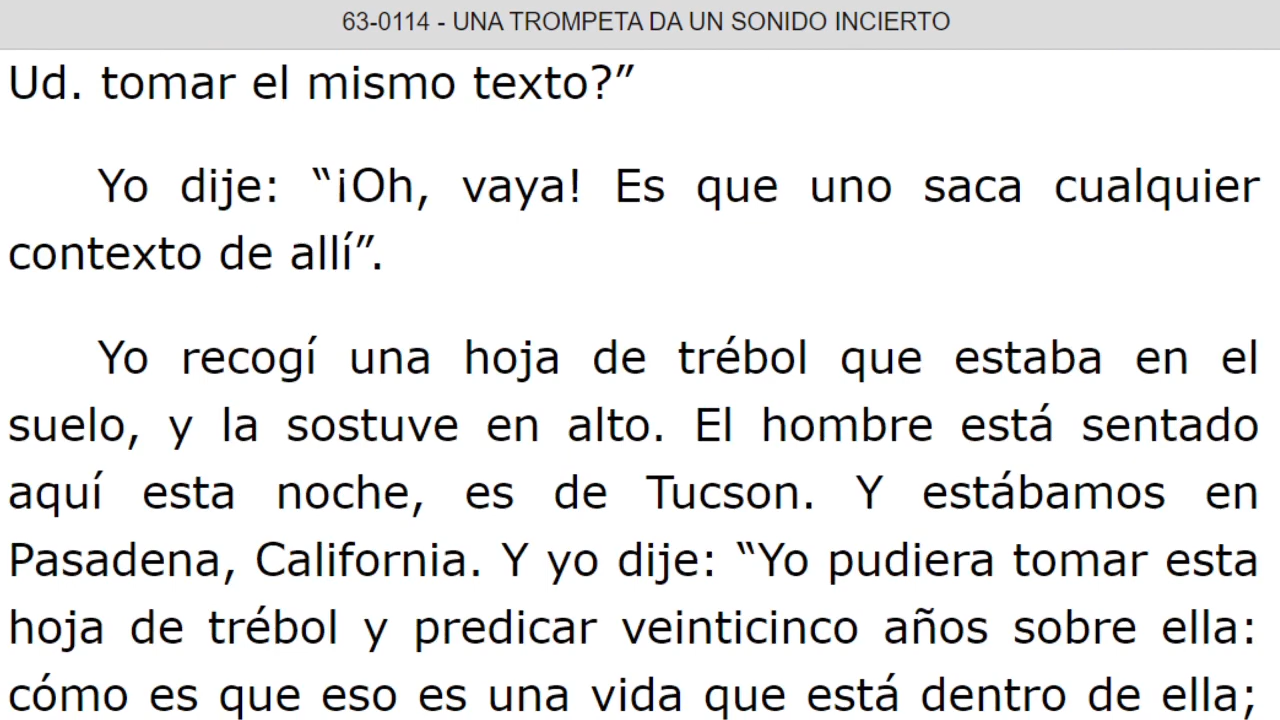 63-0114 - UNA TROMPETA DA UN SONIDO INCIERTO
Ud. tomar el mismo texto?”
Yo dije: “¡Oh, vaya! Es que uno saca cualquier
contexto de allí”.
Yo recogí una hoja de trébol que estaba en el
suelo, y la sostuve en alto. El hombre está sentado
aquí esta noche, es de Tucson. Y estábamos en
Pasadena, California. Y yo dije: “Yo pudiera tomar esta
hoja de trébol y predicar veinticinco años sobre ella:
cómo es que eso es una vida que está dentro de ella;